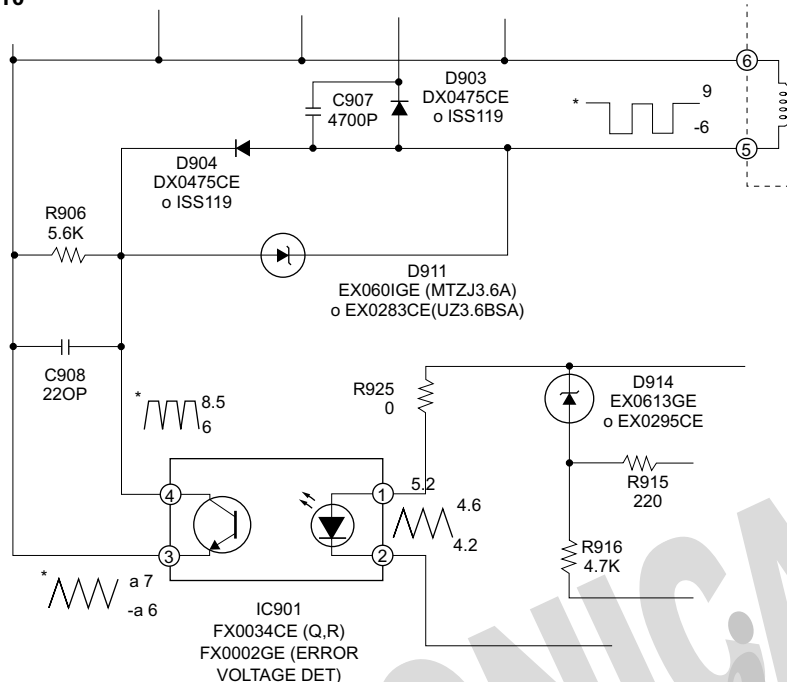 6
C907
4700P
D903
DX0475CE
o ISS119
*
9
-6
5
D904
DX0475CE
o ISS119
R906
5.6K
D911
EX060IGE (MTZJ3.6A)
o EX0283CE(UZ3.6BSA)
C908
22OP
*
8.5
6
R925
0
D914
EX0613GE
o EX0295CE
R915
220
4
1
5.2
4.6
4.2
3
2
R916
4.7K
*
a 7
-a 6
IC901
FX0034CE (Q,R)
FX0002GE (ERROR
VOLTAGE DET)